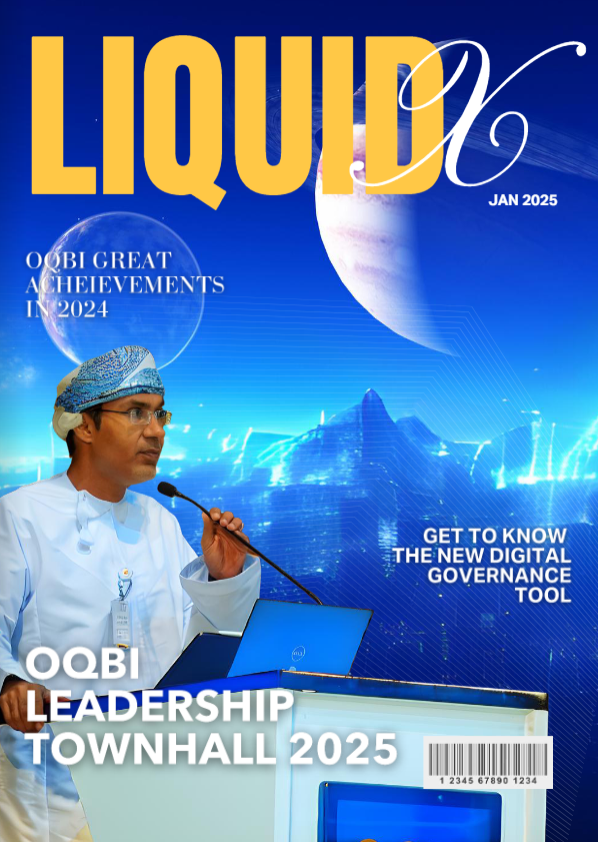 LIQUID X
JAN 2025
OQBI GREAT
ACHEIEVEMENTS
IN 2024
GET TO KNOW
THE NEW DIGITAL
GOVERNANCE
TOOL
OQBI
LEADERSHIP
TOWNHALL 2025
1 2345 67890 1234